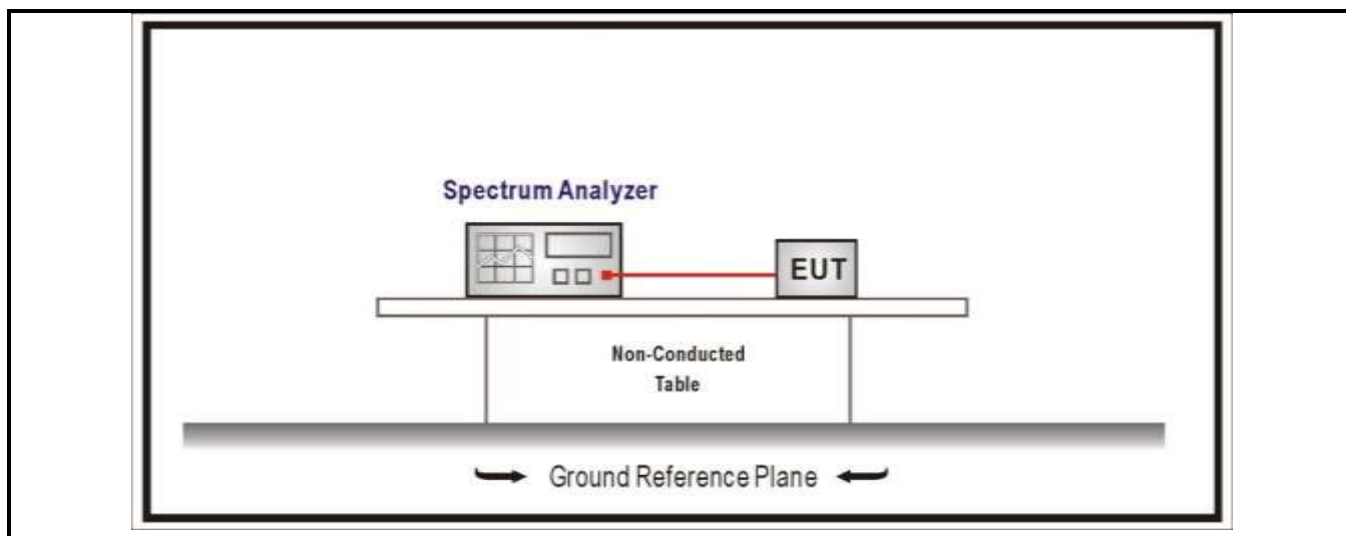 Spectrum Analyzer
EUT
Non-Conducted
Table
Ground Reference Plane